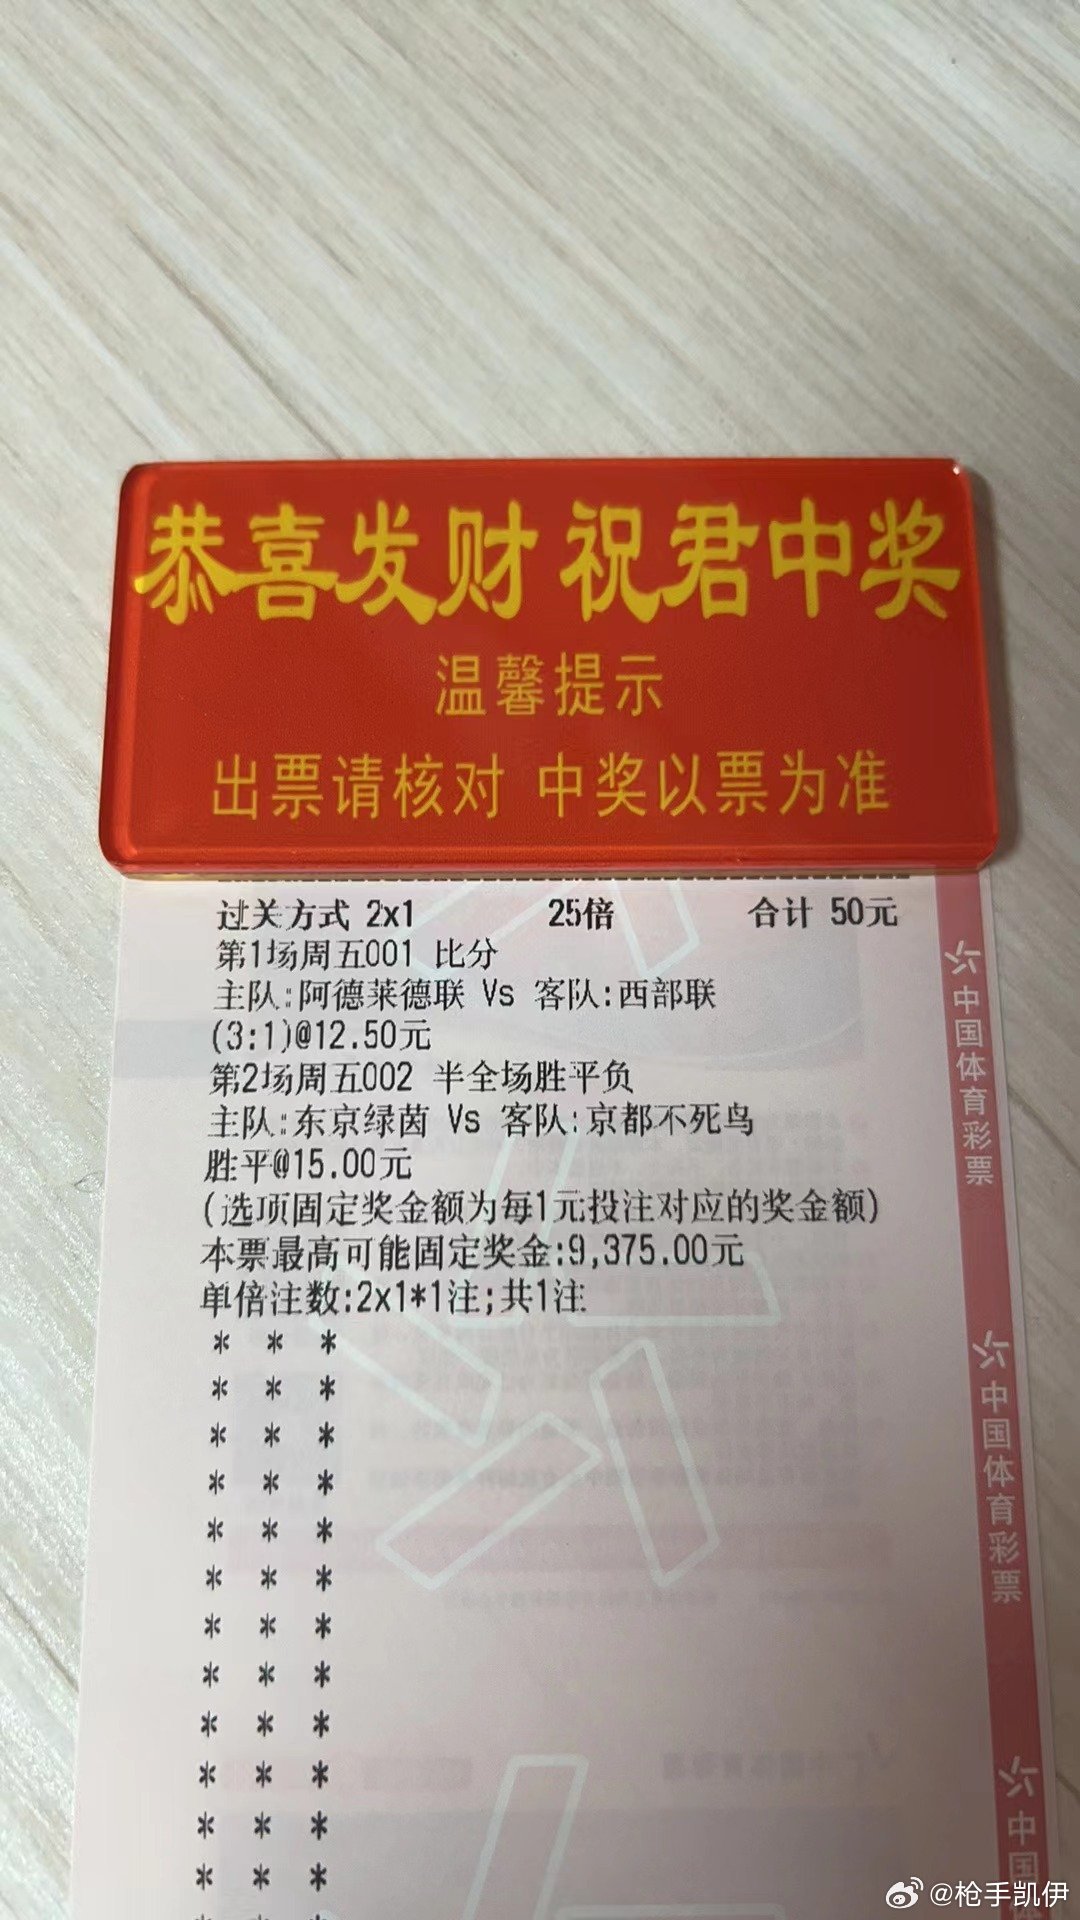 恭喜发财 祝君中奖
温馨提示
出票请核对 中奖以票为准
过关方式 2x1 25倍 合计 50元
第1场周五001 比分
主队:阿德莱德联 Vs 客队:西部联
(3:1)@12.50元
第2场周五002 半全场胜平负
主队:东京绿茵 Vs 客队:京都不死鸟
胜平@15.00元
(选项固定奖金额为每1元投注对应的奖金额)
本票最高可能固定奖金:9,375.00元
单倍注数:2x1*1注;共1注
* * *
* * *
* * *
* * *
* * *
* * *
* * *
* * *
* * *
* * *
* * *
* * *
* * *
中国体育彩票
中国体育彩票
中国
@枪手凯伊